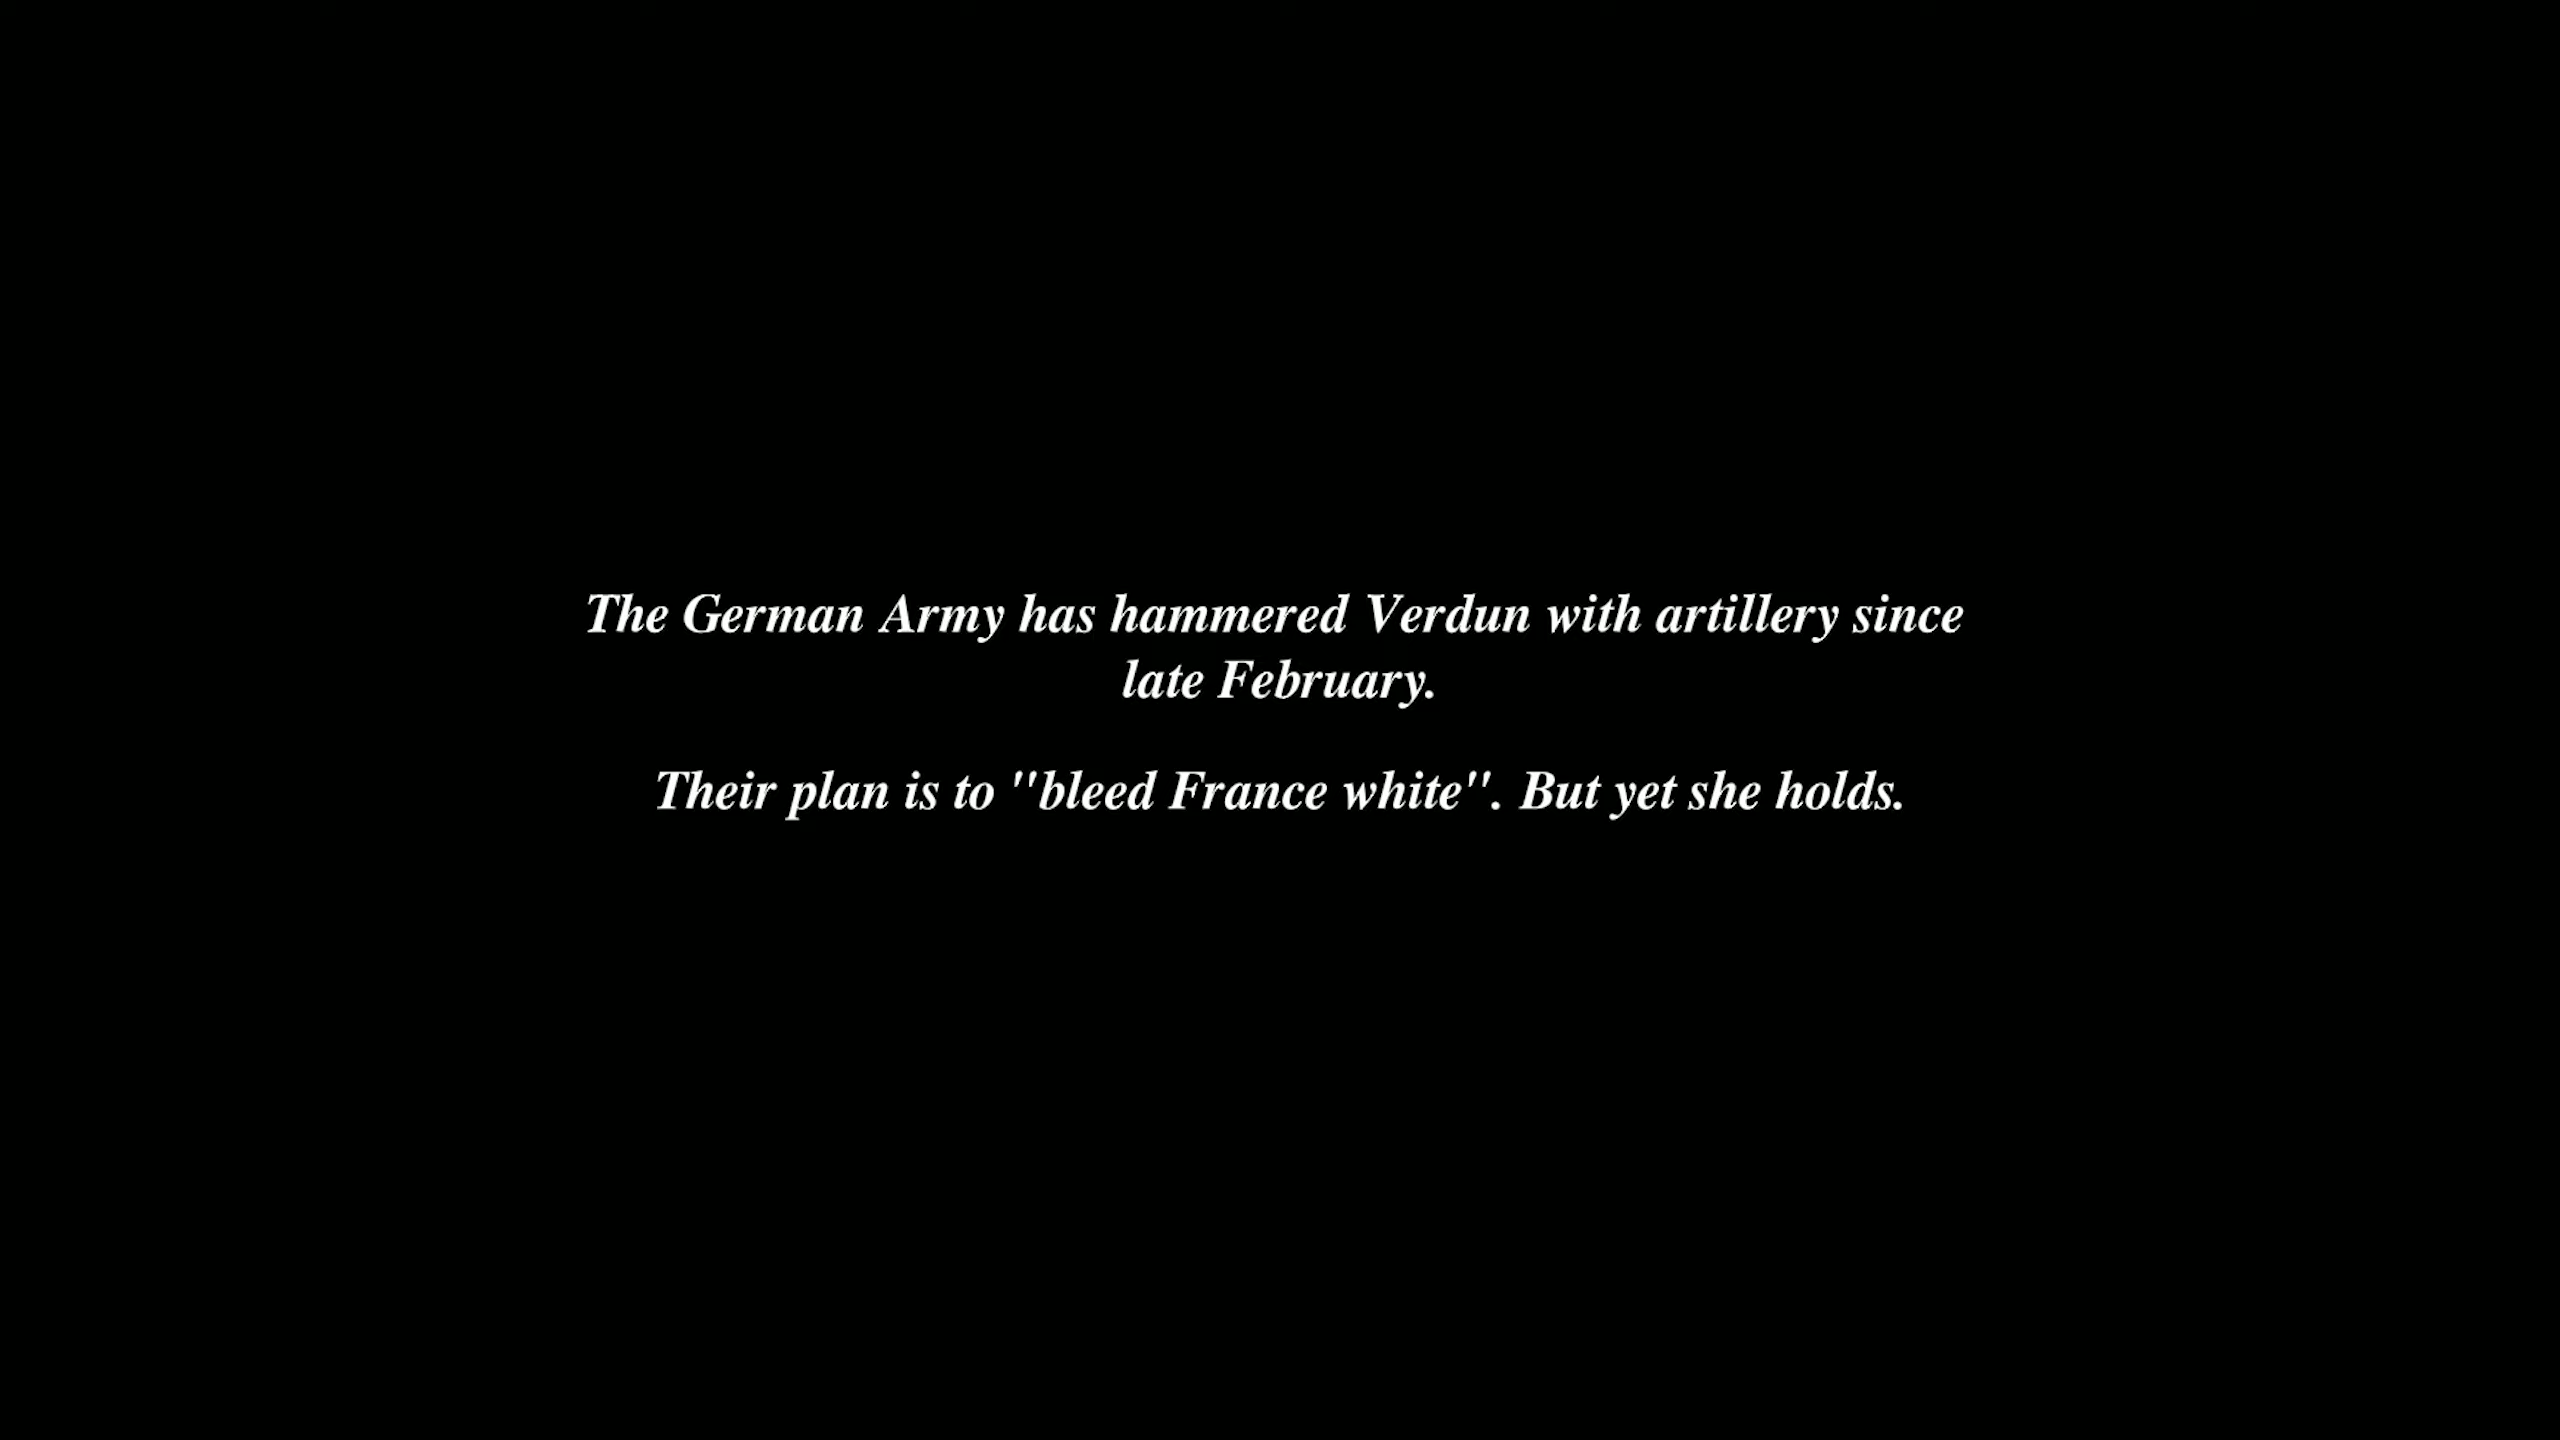 The German Army has hammered Verdun with artillery since
late February.
Their plan is to "bleed France white". But yet she holds.